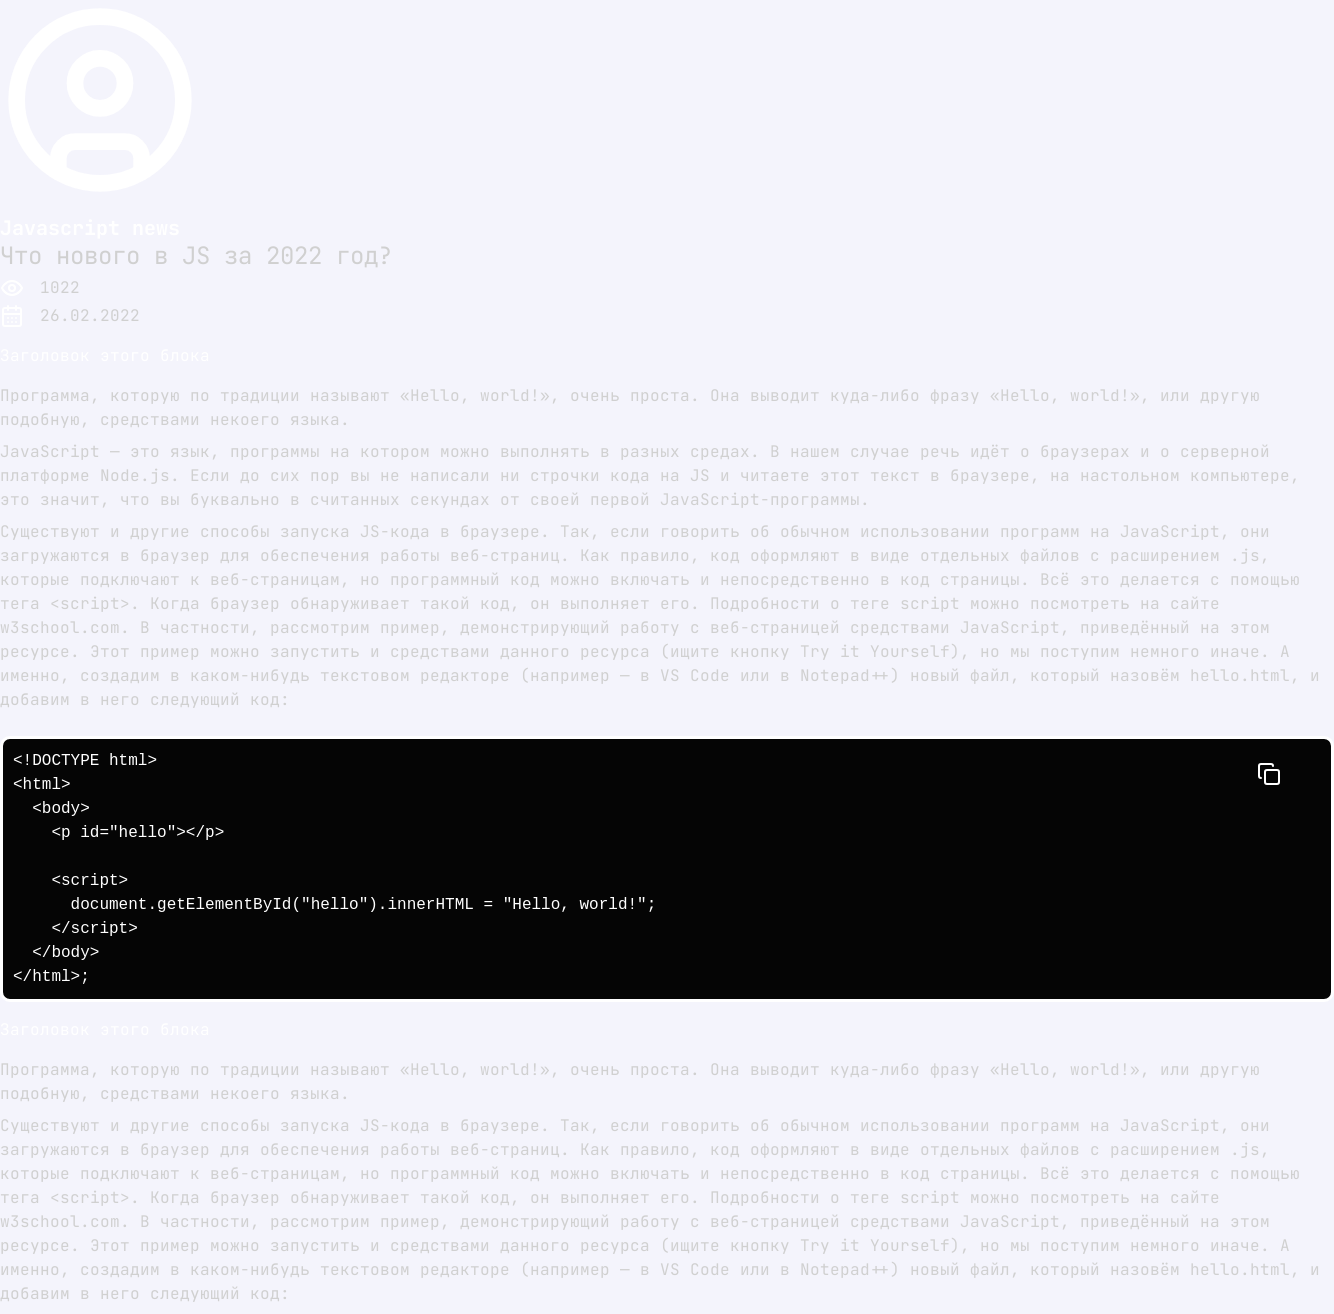 Javascript news
Что нового в JS за 2022 год?
1022
26.02.2022
Заголовок этого блока
Программа, которую по традиции называют «Hello, world!», очень проста. Она выводит куда-либо фразу «Hello, world!», или другую
подобную, средствами некоего языка.
JavaScript — это язык, программы на котором можно выполнять в разных средах. В нашем случае речь идёт о браузерах и о серверной
платформе Node.js. Если до сих пор вы не написали ни строчки кода на JS и читаете этот текст в браузере, на настольном компьютере,
это значит, что вы буквально в считанных секундах от своей первой JavaScript-программы.
Существуют и другие способы запуска JS-кода в браузере. Так, если говорить об обычном использовании программ на JavaScript, они
загружаются в браузер для обеспечения работы веб-страниц. Как правило, код оформляют в виде отдельных файлов с расширением .js,
которые подключают к веб-страницам, но программный код можно включать и непосредственно в код страницы. Всё это делается с помощью
тега <script>. Когда браузер обнаруживает такой код, он выполняет его. Подробности о теге script можно посмотреть на сайте
w3school.com. В частности, рассмотрим пример, демонстрирующий работу с веб-страницей средствами JavaScript, приведённый на этом
ресурсе. Этот пример можно запустить и средствами данного ресурса (ищите кнопку Try it Yourself), но мы поступим немного иначе. А
именно, создадим в каком-нибудь текстовом редакторе (например — в VS Code или в Notepad++) новый файл, который назовём hello.html, и
добавим в него следующий код:
<!DOCTYPE html>
<html>
  <body>
    <p id="hello"></p>
    <script>
      document.getElementById("hello").innerHTML = "Hello, world!";
    </script>
  </body>
</html>;
Заголовок этого блока
Программа, которую по традиции называют «Hello, world!», очень проста. Она выводит куда-либо фразу «Hello, world!», или другую
подобную, средствами некоего языка.
Существуют и другие способы запуска JS-кода в браузере. Так, если говорить об обычном использовании программ на JavaScript, они
загружаются в браузер для обеспечения работы веб-страниц. Как правило, код оформляют в виде отдельных файлов с расширением .js,
которые подключают к веб-страницам, но программный код можно включать и непосредственно в код страницы. Всё это делается с помощью
тега <script>. Когда браузер обнаруживает такой код, он выполняет его. Подробности о теге script можно посмотреть на сайте
w3school.com. В частности, рассмотрим пример, демонстрирующий работу с веб-страницей средствами JavaScript, приведённый на этом
ресурсе. Этот пример можно запустить и средствами данного ресурса (ищите кнопку Try it Yourself), но мы поступим немного иначе. А
именно, создадим в каком-нибудь текстовом редакторе (например — в VS Code или в Notepad++) новый файл, который назовём hello.html, и
добавим в него следующий код: